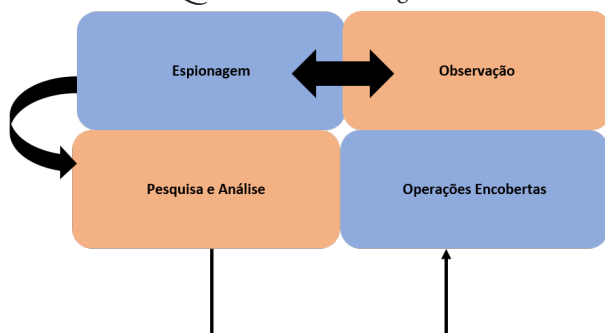 Espionagem
Observação
Pesquisa e Análise
Operações Encobertas